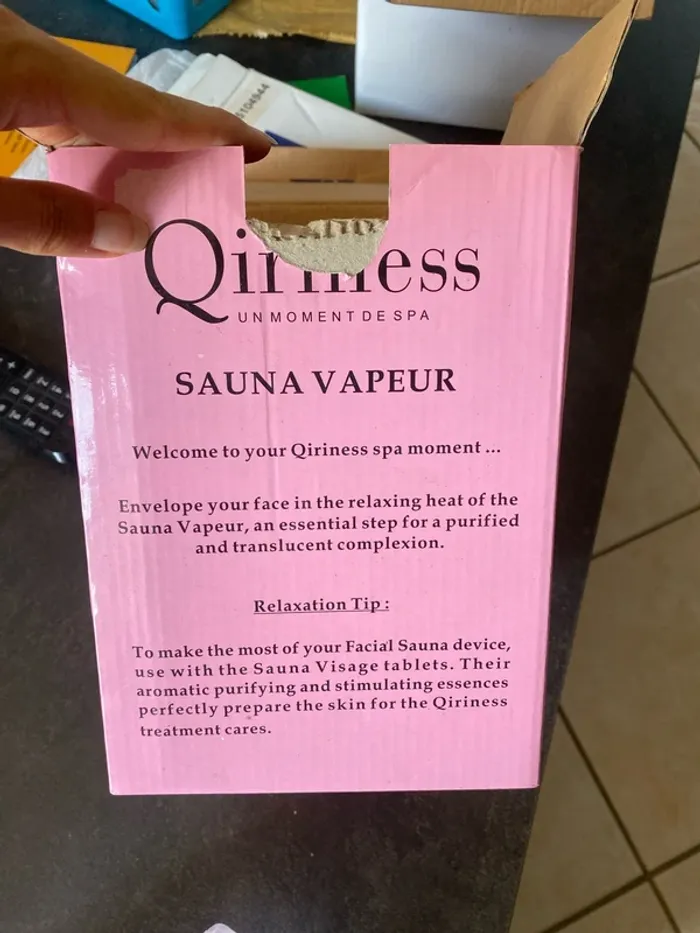 5104944
Qiriness
UN MOMENT DE SPA
SAUNA VAPEUR
Welcome to your Qiriness spa moment ...
Envelope your face in the relaxing heat of the
Sauna Vapeur, an essential step for a purified
and translucent complexion.
Relaxation Tip :
To make the most of your Facial Sauna device,
use with the Sauna Visage tablets. Their
aromatic purifying and stimulating essences
perfectly prepare the skin for the Qiriness
treatment cares.